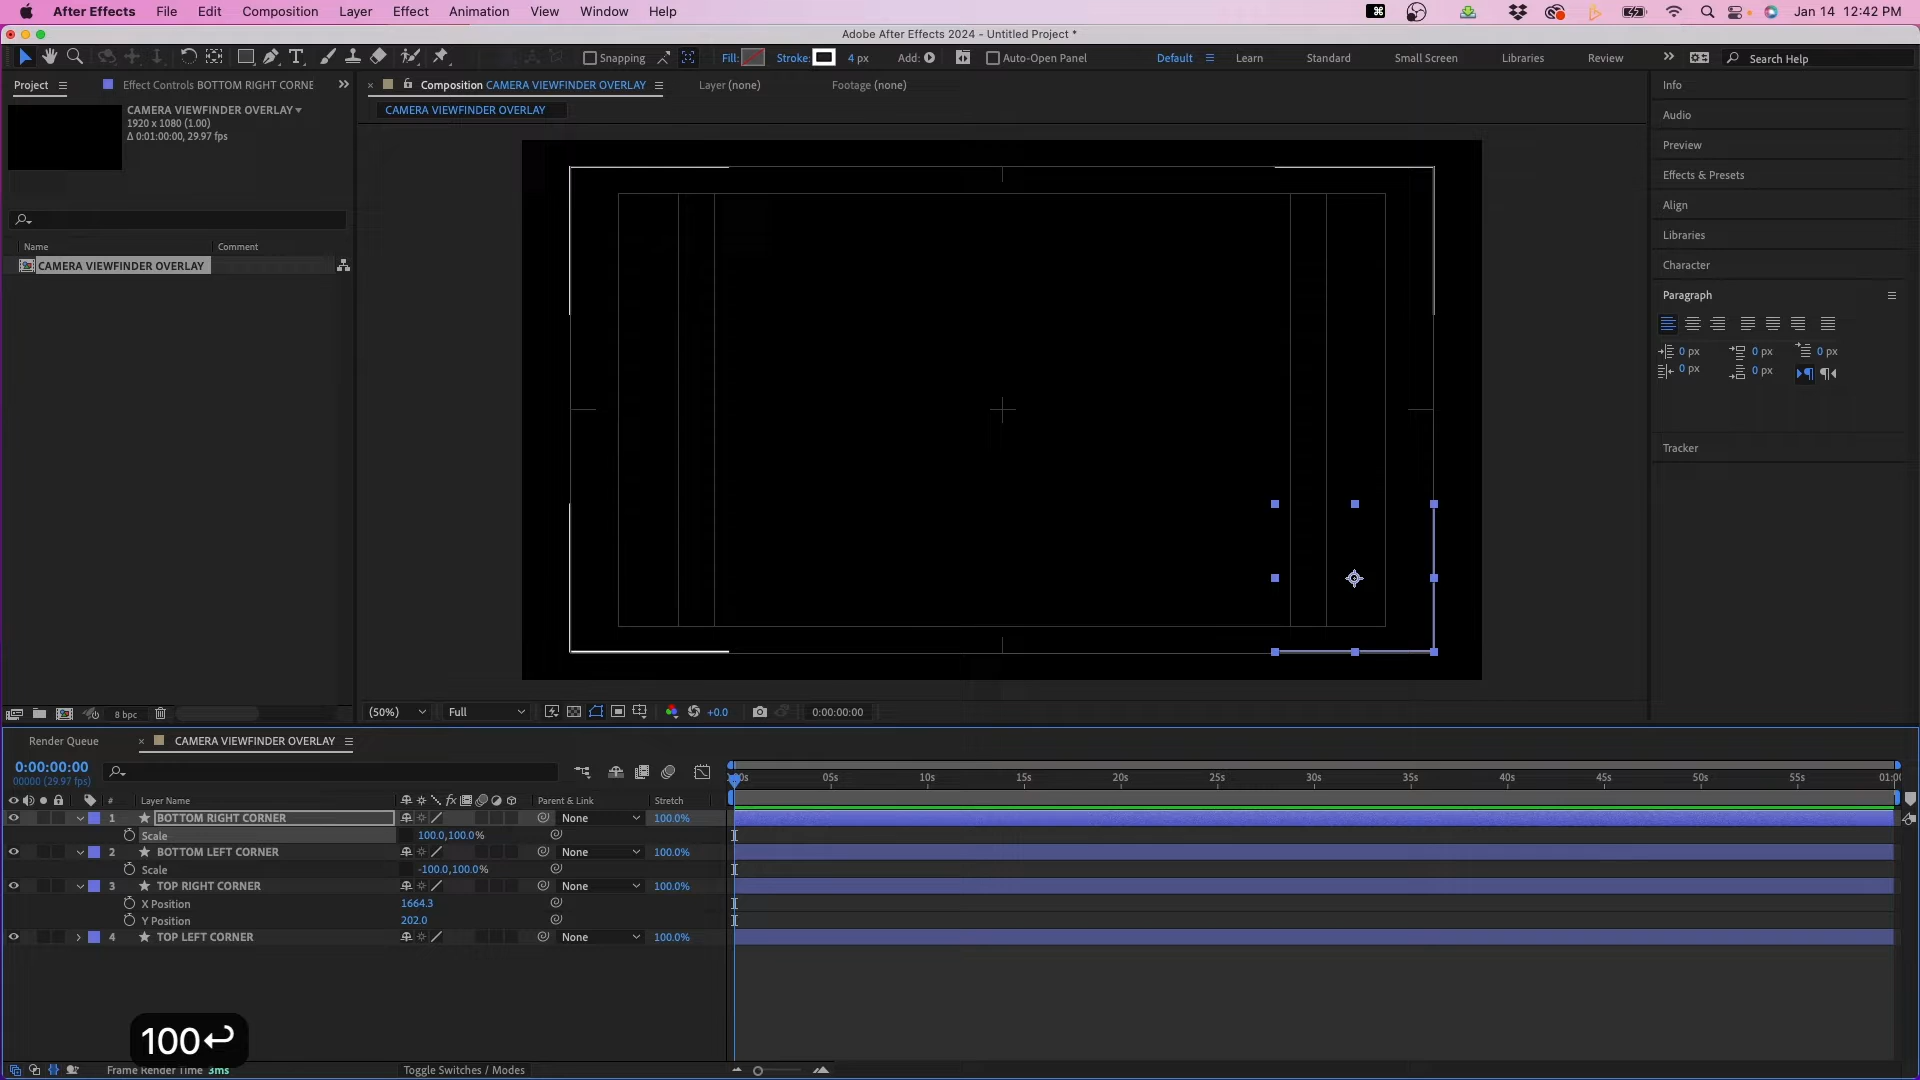 After Effects File Edit Composition Layer Effect Animation View Window Help
Jan 14 12:42 PM
Adobe After Effects 2024 - Untitled Project *
Snapping Fill: Stroke: 4 px Add: Auto-Open Panel Default Learn Standard Small Screen Libraries Review Search Help
Project Effect Controls BOTTOM RIGHT CORNE
Composition CAMERA VIEWFINDER OVERLAY Layer (none) Footage (none)
CAMERA VIEWFINDER OVERLAY
CAMERA VIEWFINDER OVERLAY
1920 x 1080 (1.00)
Δ 0:01:00:00, 29.97 fps
Name Comment
CAMERA VIEWFINDER OVERLAY
8 bpc
(50%) Full +0.0 0:00:00:00
Info
Audio
Preview
Effects & Presets
Align
Libraries
Character
Paragraph
0 px 0 px 0 px
0 px 0 px
Tracker
Render Queue CAMERA VIEWFINDER OVERLAY
0:00:00:00
00000 (29.97 fps)
05s 10s 15s 20s 25s 30s 35s 40s 45s 50s 55s 01:0
# Layer Name Parent & Link Stretch
1 BOTTOM RIGHT CORNER None 100.0%
Scale 100.0,100.0%
2 BOTTOM LEFT CORNER None 100.0%
Scale -100.0,100.0%
3 TOP RIGHT CORNER None 100.0%
X Position 1664.3
Y Position 202.0
4 TOP LEFT CORNER None 100.0%
100↩
Frame Render Time 3ms Toggle Switches / Modes